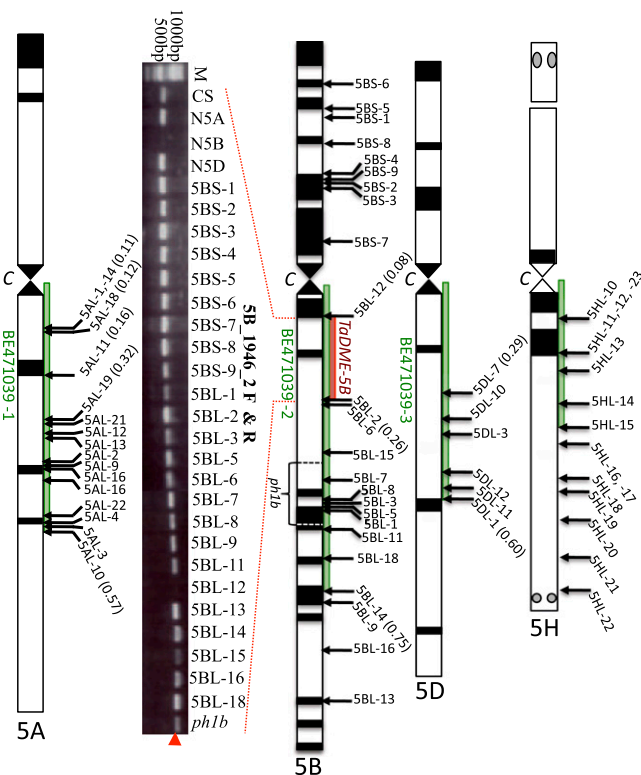 C
5AL-1,-14 (0.11)
5AL-18 (0.12)
5AL-11 (0.16)
5AL-19 (0.32)
5AL-21
5AL-12
5AL-13
5AL-2
5AL-9
5AL-16
5AL-16
5AL-22
5AL-4
5AL-3
5AL-10 (0.57)
BE471039 -1
5A
1000bp
500bp
M
CS
N5A
N5B
N5D
5BS-1
5BS-2
5BS-3
5BS-4
5BS-5
5BS-6
5BS-7
5BS-8
5BS-9
5BL-1
5BL-2
5BL-3
5BL-5
5BL-6
5BL-7
5BL-8
5BL-9
5BL-11
5BL-12
5BL-13
5BL-14
5BL-15
5BL-16
5BL-18
ph1b
5B_1946_2 F & R
5BS-6
5BS-5
5BS-1
5BS-8
5BS-4
5BS-9
5BS-2
5BS-3
5BS-7
C
5BL-12 (0.08)
BE471039 -2
TaDME-5B
5BL-2 (0.26)
5BL-6
5BL-15
ph1b
5BL-7
5BL-8
5BL-3
5BL-5
5BL-1
5BL-11
5BL-18
5BL-14 (0.75)
5BL-9
5BL-16
5BL-13
5B
C
BE471039-3
5DL-7 (0.29)
5DL-10
5DL-3
5DL-12
5DL-11
5DL-1 (0.60)
5D
C
5HL-10
5HL-11,-12, -23
5HL-13
5HL-14
5HL-15
5HL-16, -17
5HL-18
5HL-19
5HL-20
5HL-21
5HL-22
5H